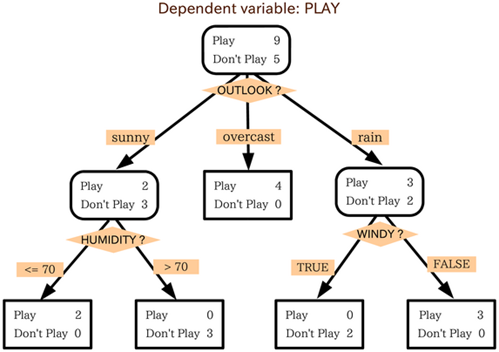 Dependent variable: PLAY
Play 9
Don't Play 5
OUTLOOK ?
sunny
overcast
rain
Play 2
Don't Play 3
Play 4
Don't Play 0
Play 3
Don't Play 2
HUMIDITY ?
WINDY ?
<= 70
> 70
TRUE
FALSE
Play 2
Don't Play 0
Play 0
Don't Play 3
Play 0
Don't Play 2
Play 3
Don't Play 0